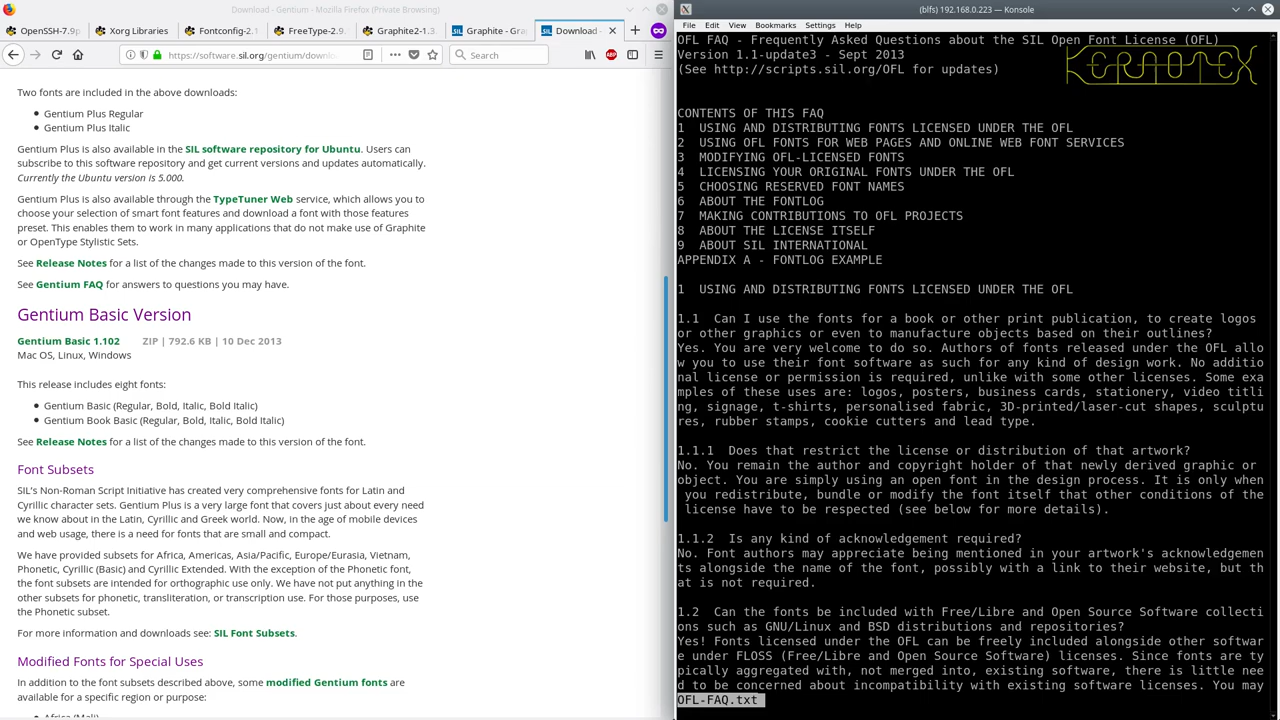 Download - Gentium - Mozilla Firefox (Private Browsing)
OpenSSH-7.9p
Xorg Libraries
Fontconfig-2.1
FreeType-2.9.
Graphite2-1.3.
Graphite - Gra
Download -
https://software.sil.org/gentium/downlo
Search
Two fonts are included in the above downloads:
Gentium Plus Regular
Gentium Plus Italic
Gentium Plus is also available in the SIL software repository for Ubuntu. Users can
subscribe to this software repository and get current versions and updates automatically.
Currently the Ubuntu version is 5.000.
Gentium Plus is also available through the TypeTuner Web service, which allows you to
choose your selection of smart font features and download a font with those features
preset. This enables them to work in many applications that do not make use of Graphite
or OpenType Stylistic Sets.
See Release Notes for a list of the changes made to this version of the font.
See Gentium FAQ for answers to questions you may have.
Gentium Basic Version
Gentium Basic 1.102 ZIP | 792.6 KB | 10 Dec 2013
Mac OS, Linux, Windows
This release includes eight fonts:
Gentium Basic (Regular, Bold, Italic, Bold Italic)
Gentium Book Basic (Regular, Bold, Italic, Bold Italic)
See Release Notes for a list of the changes made to this version of the font.
Font Subsets
SIL's Non-Roman Script Initiative has created very comprehensive fonts for Latin and
Cyrillic character sets. Gentium Plus is a very large font that covers just about every need
we know about in the Latin, Cyrillic and Greek world. Now, in the age of mobile devices
and web usage, there is a need for fonts that are small and compact.
We have provided subsets for Africa, Americas, Asia/Pacific, Europe/Eurasia, Vietnam,
Phonetic, Cyrillic (Basic) and Cyrillic Extended. With the exception of the Phonetic font,
the font subsets are intended for orthographic use only. We have not put anything in the
other subsets for phonetic, transliteration, or transcription use. For those purposes, use
the Phonetic subset.
For more information and downloads see: SIL Font Subsets.
Modified Fonts for Special Uses
In addition to the font subsets described above, some modified Gentium fonts are
available for a specific region or purpose:
Africa (Mali)
(blfs) 192.168.0.223 — Konsole
File Edit View Bookmarks Settings Help
OFL FAQ - Frequently Asked Questions about the SIL Open Font License (OFL)
Version 1.1-update3 - Sept 2013
(See http://scripts.sil.org/OFL for updates)
CONTENTS OF THIS FAQ
1 USING AND DISTRIBUTING FONTS LICENSED UNDER THE OFL
2 USING OFL FONTS FOR WEB PAGES AND ONLINE WEB FONT SERVICES
3 MODIFYING OFL-LICENSED FONTS
4 LICENSING YOUR ORIGINAL FONTS UNDER THE OFL
5 CHOOSING RESERVED FONT NAMES
6 ABOUT THE FONTLOG
7 MAKING CONTRIBUTIONS TO OFL PROJECTS
8 ABOUT THE LICENSE ITSELF
9 ABOUT SIL INTERNATIONAL
APPENDIX A - FONTLOG EXAMPLE
1 USING AND DISTRIBUTING FONTS LICENSED UNDER THE OFL
1.1 Can I use the fonts for a book or other print publication, to create logos
or other graphics or even to manufacture objects based on their outlines?
Yes. You are very welcome to do so. Authors of fonts released under the OFL allo
w you to use their font software as such for any kind of design work. No additio
nal license or permission is required, unlike with some other licenses. Some exa
mples of these uses are: logos, posters, business cards, stationery, video titli
ng, signage, t-shirts, personalised fabric, 3D-printed/laser-cut shapes, sculptu
res, rubber stamps, cookie cutters and lead type.
1.1.1 Does that restrict the license or distribution of that artwork?
No. You remain the author and copyright holder of that newly derived graphic or
object. You are simply using an open font in the design process. It is only when
you redistribute, bundle or modify the font itself that other conditions of the
license have to be respected (see below for more details).
1.1.2 Is any kind of acknowledgement required?
No. Font authors may appreciate being mentioned in your artwork's acknowledgemen
ts alongside the name of the font, possibly with a link to their website, but th
at is not required.
1.2 Can the fonts be included with Free/Libre and Open Source Software collecti
ons such as GNU/Linux and BSD distributions and repositories?
Yes! Fonts licensed under the OFL can be freely included alongside other softwar
e under FLOSS (Free/Libre and Open Source Software) licenses. Since fonts are ty
pically aggregated with, not merged into, existing software, there is little nee
d to be concerned about incompatibility with existing software licenses. You may
OFL-FAQ.txt